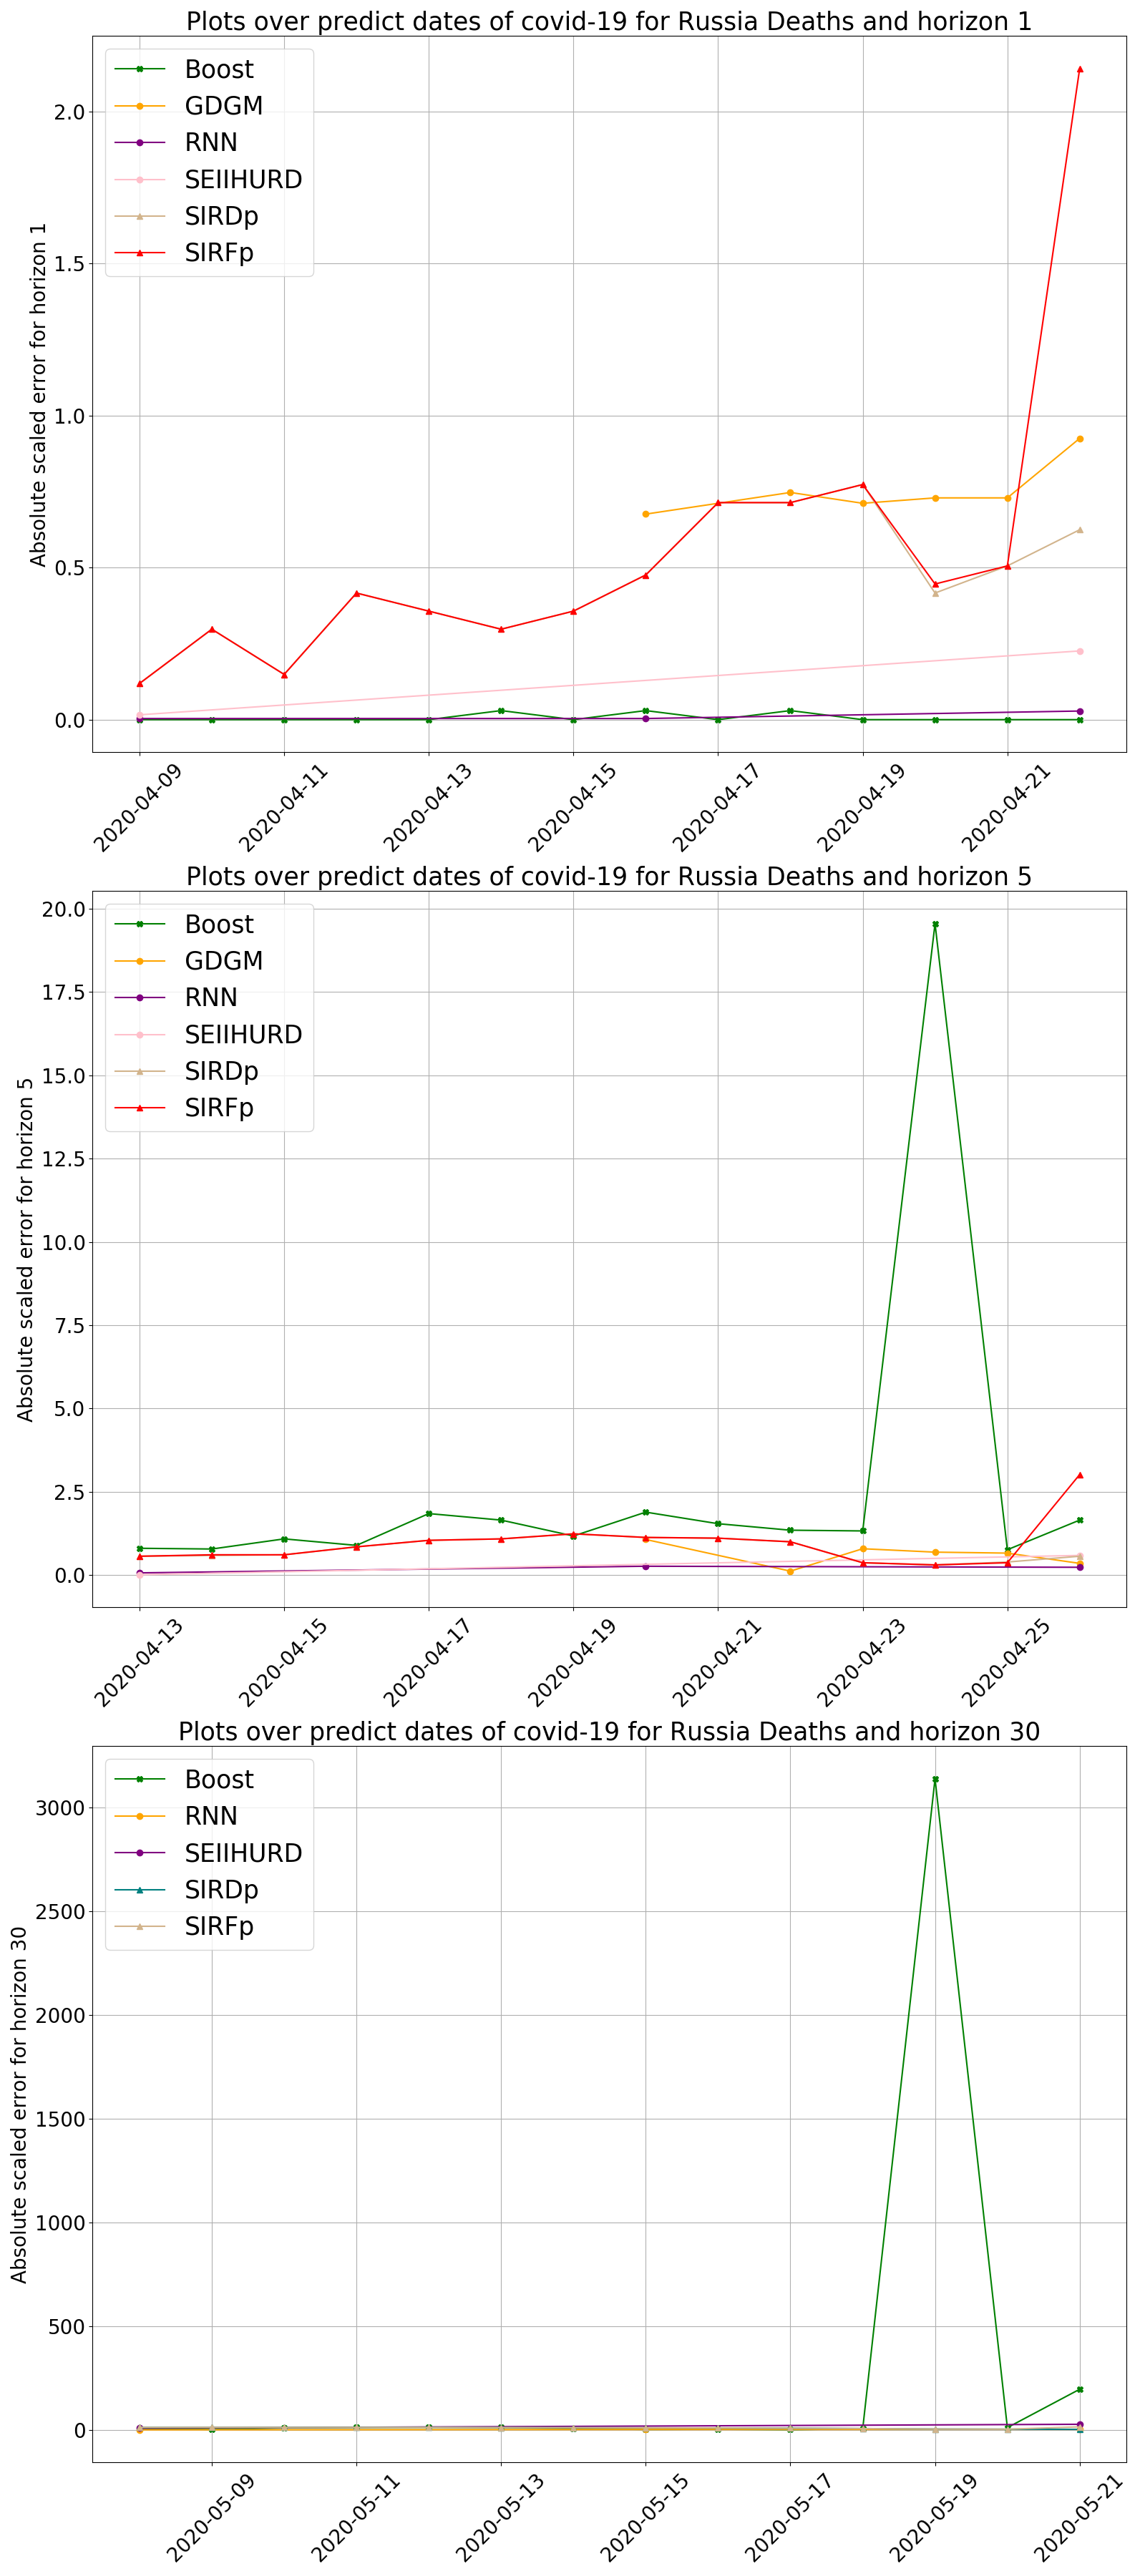 Plots over predict dates of covid-19 for Russia Deaths and horizon 1
Absolute scaled error for horizon 1
Boost
GDGM
RNN
SEIIHURD
SIRDp
SIRFp
2.0
1.5
1.0
0.5
0.0
2020-04-09
2020-04-11
2020-04-13
2020-04-15
2020-04-17
2020-04-19
2020-04-21
Plots over predict dates of covid-19 for Russia Deaths and horizon 5
Absolute scaled error for horizon 5
Boost
GDGM
RNN
SEIIHURD
SIRDp
SIRFp
20.0
17.5
15.0
12.5
10.0
7.5
5.0
2.5
0.0
2020-04-13
2020-04-15
2020-04-17
2020-04-19
2020-04-21
2020-04-23
2020-04-25
Plots over predict dates of covid-19 for Russia Deaths and horizon 30
Absolute scaled error for horizon 30
Boost
RNN
SEIIHURD
SIRDp
SIRFp
3000
2500
2000
1500
1000
500
0
2020-05-09
2020-05-11
2020-05-13
2020-05-15
2020-05-17
2020-05-19
2020-05-21